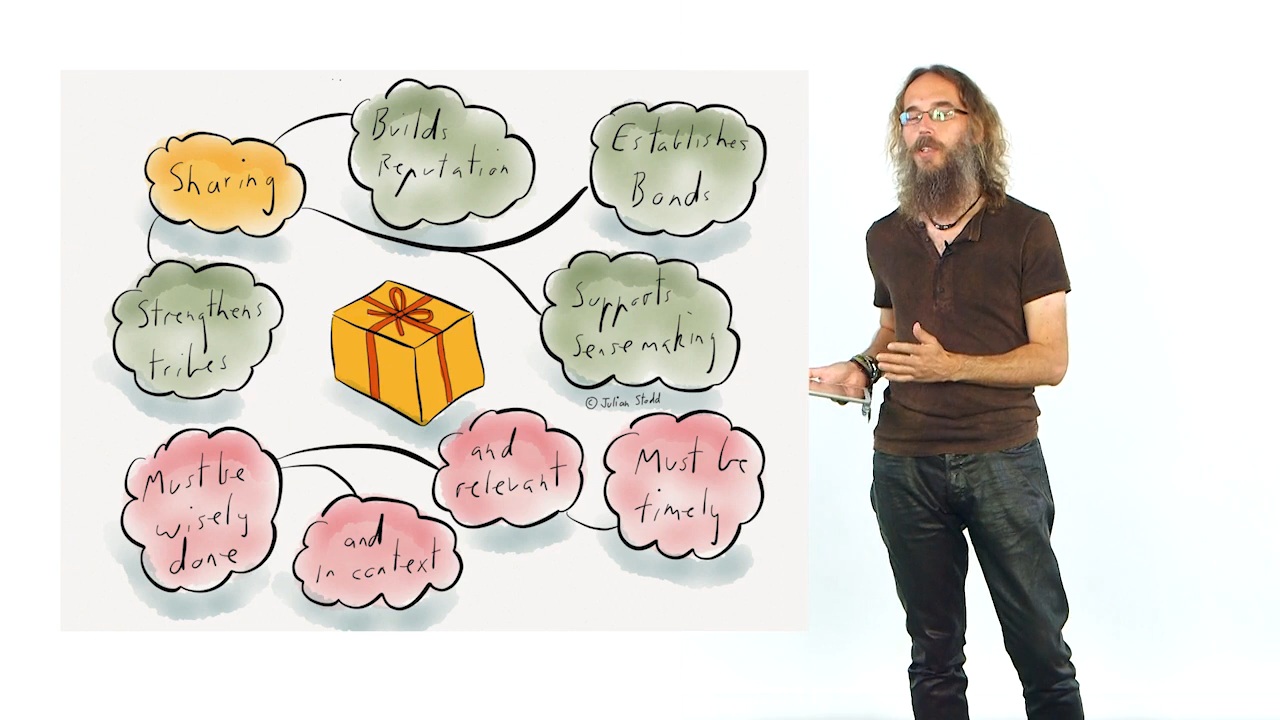 Sharing
Builds
Reputation
Establishes
Bonds
Strengthens
tribes
Supports
Sensemaking
© Julian Stodd
Must be
wisely
done
and
in context
and
relevant
Must be
timely